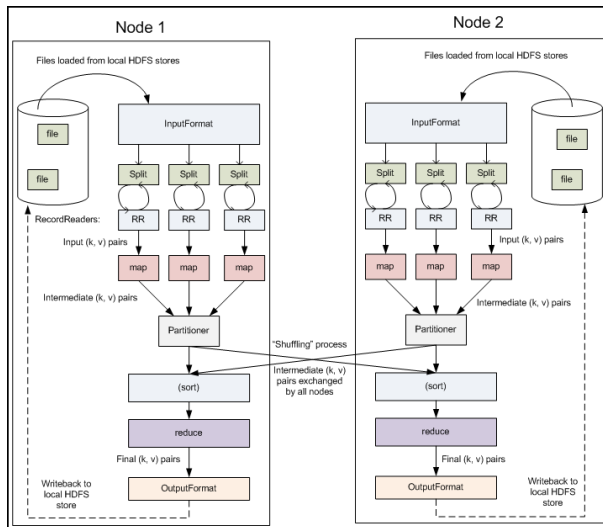 Node 1
Files loaded from local HDFS stores
file
file
InputFormat
Split
Split
Split
RecordReaders:
RR
RR
RR
Input (k, v) pairs
map
map
map
Intermediate (k, v) pairs
Partitioner
(sort)
reduce
Final (k, v) pairs
Writeback to
local HDFS
store
OutputFormat
"Shuffling" process
Intermediate (k, v)
pairs exchanged
by all nodes
Node 2
Files loaded from local HDFS stores
InputFormat
file
file
Split
Split
Split
RR
RR
RR
Input (k, v) pairs
map
map
map
Intermediate (k, v) pairs
Partitioner
(sort)
reduce
Final (k, v) pairs
Writeback to
local HDFS
store
OutputFormat